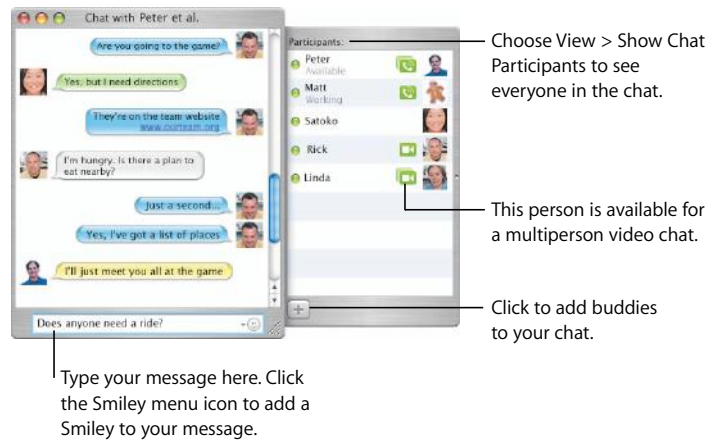 Chat with Peter et al.
Are you going to the game?
Yes, but I need directions
They're on the team website
www.ourteam.org
I'm hungry. Is there a plan to
eat nearby?
Just a second...
Yes, I've got a list of places
I'll just meet you all at the game
Does anyone need a ride?
Participants:
Peter
Available
Matt
Working
Satoko
Rick
Linda
Choose View > Show Chat
Participants to see
everyone in the chat.
This person is available for
a multiperson video chat.
Click to add buddies
to your chat.
Type your message here. Click
the Smiley menu icon to add a
Smiley to your message.